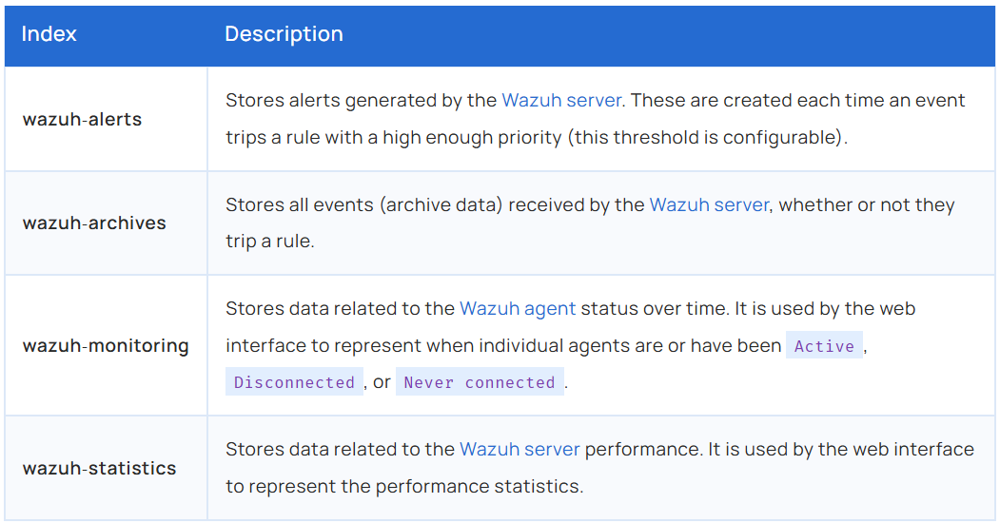 Index Description
wazuh-alerts
Stores alerts generated by the Wazuh server. These are created each time an event
trips a rule with a high enough priority (this threshold is configurable).
wazuh-archives
Stores all events (archive data) received by the Wazuh server, whether or not they
trip a rule.
wazuh-monitoring
Stores data related to the Wazuh agent status over time. It is used by the web
interface to represent when individual agents are or have been Active,
Disconnected, or Never connected.
wazuh-statistics
Stores data related to the Wazuh server performance. It is used by the web interface
to represent the performance statistics.